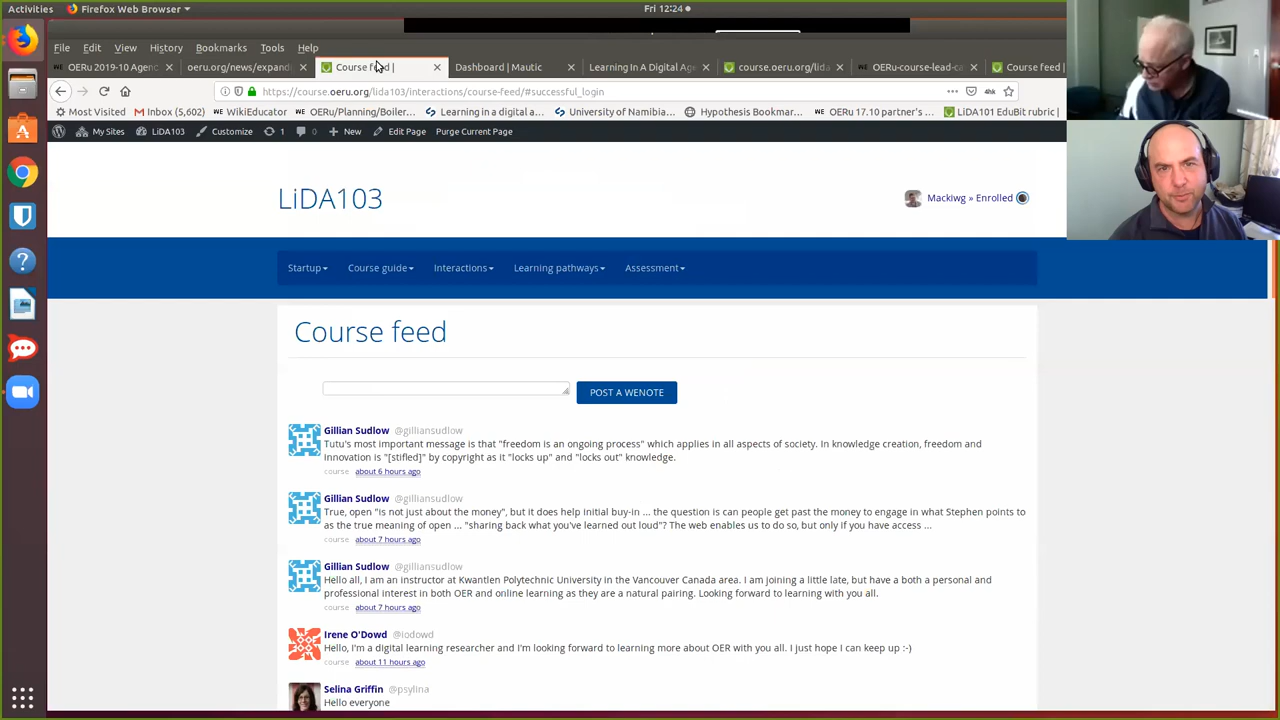 Activities
Firefox Web Browser
Fri 12:24
File Edit View History Bookmarks Tools Help
OERu 2019-10 Agen
oeru.org/news/expand
Course feed |
Dashboard | Mautic
Learning In A Digital Age
course.oeru.org/lida
OERu-course-lead-ca
Course feed |
https://course.oeru.org/lida103/interactions/course-feed/#successful_login
Most Visited
Inbox (5,602)
WikiEducator
OERu/Planning/Boiler...
Learning in a digital a...
University of Namibia...
Hypothesis Bookmar...
OERu 17.10 partner's ...
LiDA101 EduBit rubric |
My Sites LiDA103 Customize 1 New Edit Page Purge Current Page
LiDA103
Mackiwg » Enrolled
Startup Course guide Interactions Learning pathways Assessment
Course feed
POST A WENOTE
Gillian Sudlow @gilliansudlow
Tutu's most important message is that "freedom is an ongoing process" which applies in all aspects of society. In knowledge creation, freedom and
Innovation is "[stifled]" by copyright as it "locks up" and "locks out" knowledge.
course about 6 hours ago
Gillian Sudlow @gilliansudlow
True, open "is not just about the money", but it does help initial buy-in ... the question is can people get past the money to engage in what Stephen points to
as the true meaning of open ... "sharing back what you've learned out loud"? The web enables us to do so, but only if you have access ...
course about 7 hours ago
Gillian Sudlow @gilliansudlow
Hello all, I am an instructor at Kwantlen Polytechnic University in the Vancouver Canada area. I am joining a little late, but have a both a personal and
professional interest in both OER and online learning as they are a natural pairing. Looking forward to learning with you all.
course about 7 hours ago
Irene O'Dowd @iodowd
Hello, I'm a digital learning researcher and I'm looking forward to learning more about OER with you all. I just hope I can keep up :-)
course about 11 hours ago
Selina Griffin @psylina
Hello everyone